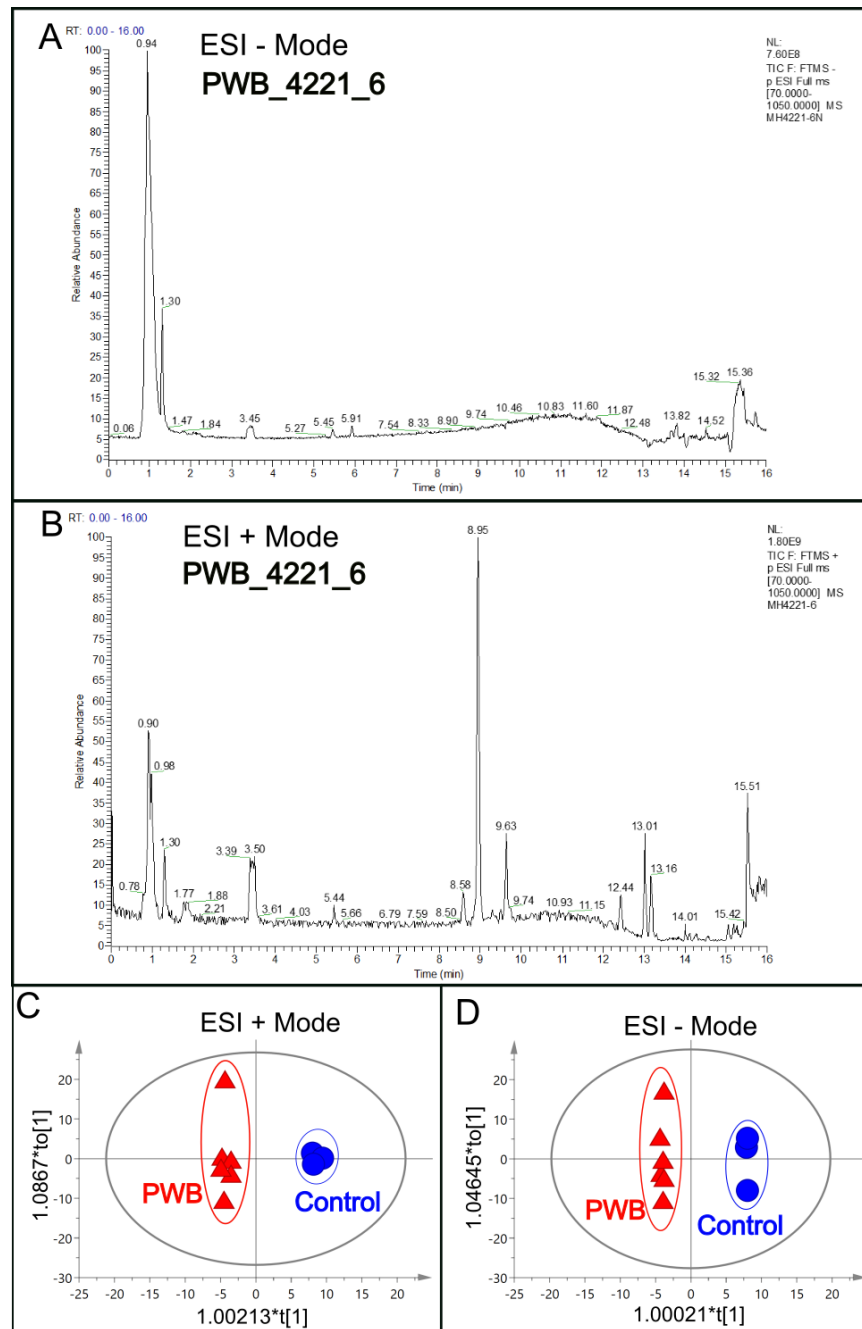 A
RT: 0.00 - 16.00
ESI - Mode
PWB_4221_6
NL:
7.60E8
TIC F: FTMS -
p ESI Full ms
[70.0000-
1050.0000] MS
MH4221-6N
0.94
1.30
0.06
1.47
1.84
3.45
5.27
5.45
5.91
7.54
8.33
8.90
9.74
10.46
10.83
11.60
11.87
12.48
13.82
14.52
15.32
15.36
Relative Abundance
100
95
90
85
80
75
70
65
60
55
50
45
40
35
30
25
20
15
10
5
0
0 1 2 3 4 5 6 7 8 9 10 11 12 13 14 15 16
Time (min)
B
RT: 0.00 - 16.00
ESI + Mode
PWB_4221_6
NL:
1.80E9
TIC F: FTMS +
p ESI Full ms
[70.0000-
1050.0000] MS
MH4221-6
8.95
0.90
0.98
1.30
0.78
1.77
1.88
2.21
3.39
3.50
3.61
4.03
5.44
5.66
6.79
7.59
8.50
8.58
9.63
9.74
10.93
11.15
12.44
13.01
13.16
14.01
15.42
15.51
Relative Abundance
100
95
90
85
80
75
70
65
60
55
50
45
40
35
30
25
20
15
10
5
0
0 1 2 3 4 5 6 7 8 9 10 11 12 13 14 15 16
Time (min)
C
ESI + Mode
1.0867*to[1]
20
10
0
-10
-20
-30
PWB
Control
-25 -20 -15 -10 -5 0 5 10 15 20
1.00213*t[1]
D
ESI - Mode
1.04645*to[1]
20
10
0
-10
-20
-30
PWB
Control
-25 -20 -15 -10 -5 0 5 10 15 20
1.00021*t[1]